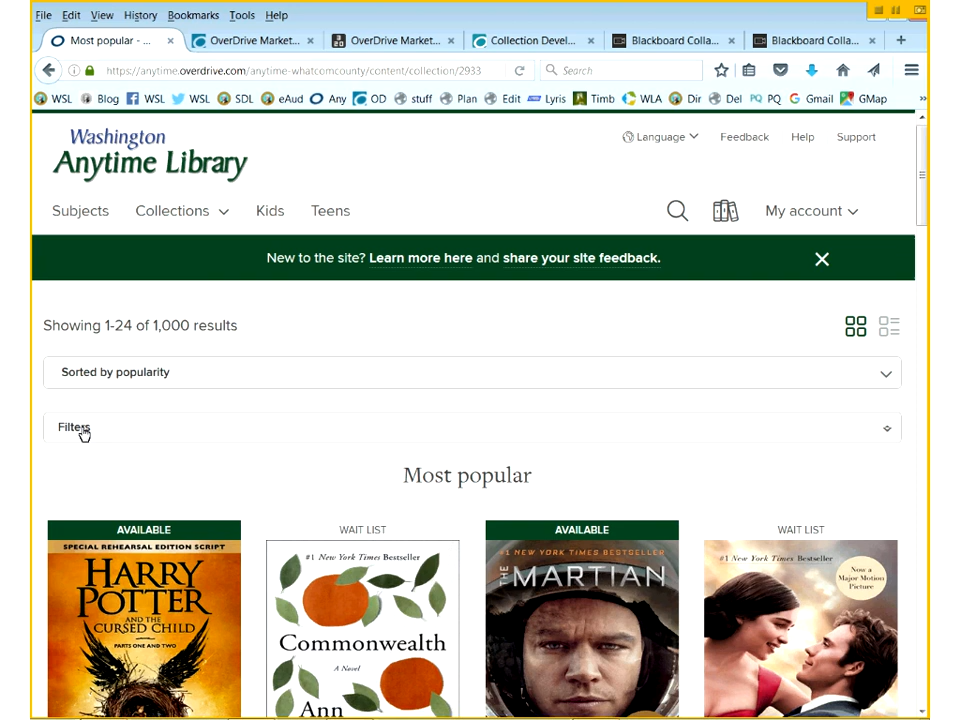 File Edit View History Bookmarks Tools Help
Most popular - ... × OverDrive Market... × OverDrive Market... × Collection Devel... × Blackboard Colla... × Blackboard Colla... × +
https://anytime.overdrive.com/anytime-whatcomcounty/content/collection/2933 Search
WSL Blog WSL WSL SDL eAud Any OD stuff Plan Edit Lyris Timb WLA Dir Del PQ PQ Gmail GMap »
Washington
Anytime Library
Language Feedback Help Support
Subjects Collections Kids Teens My account
New to the site? Learn more here and share your site feedback.
Showing 1-24 of 1,000 results
Sorted by popularity
Filters
Most popular
AVAILABLE WAIT LIST AVAILABLE WAIT LIST
SPECIAL REHEARSAL EDITION SCRIPT
HARRY
POTTER
AND THE
CURSED CHILD
PARTS ONE AND TWO
#1 New York Times Bestseller
Commonwealth
A Novel
Ann
#1 NEW YORK TIMES BESTSELLER
THE MARTIAN
#1 New York Times Bestseller
Now a
Major Motion
Picture